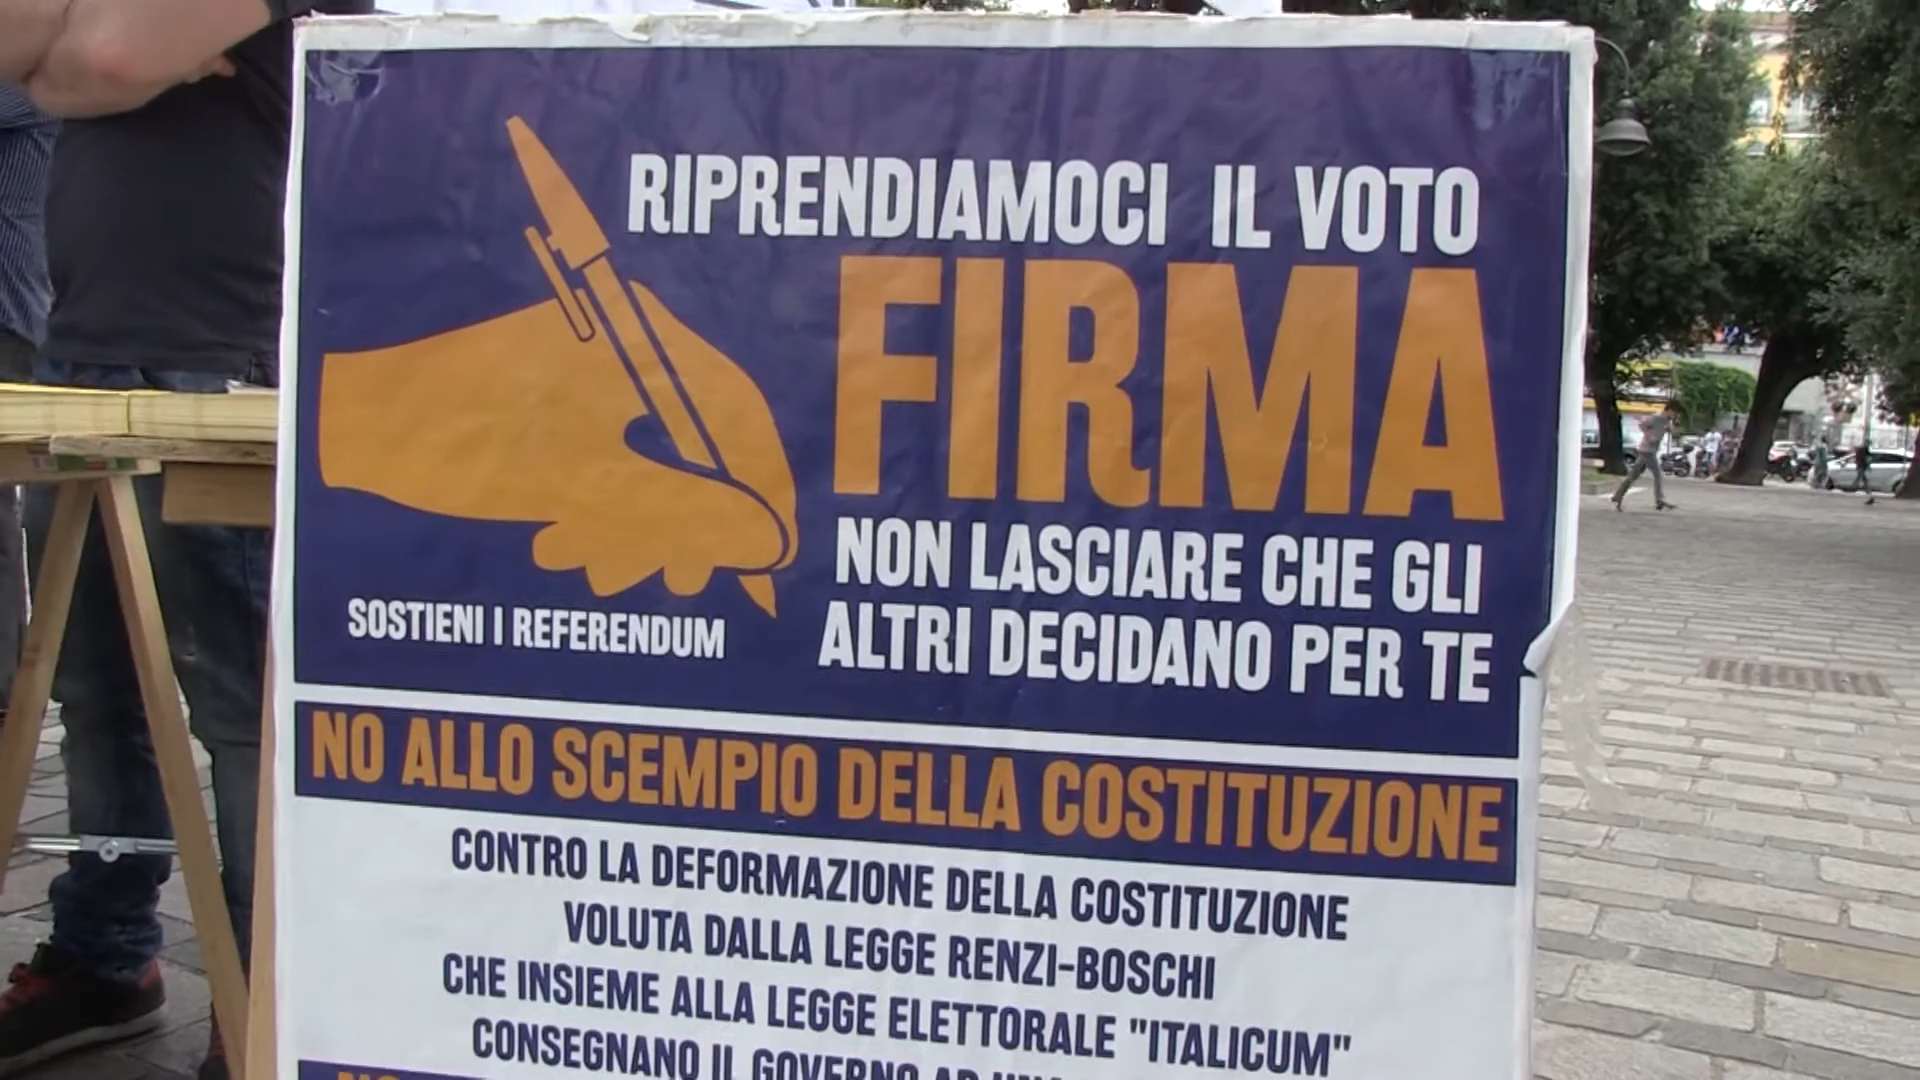 RIPRENDIAMOCI IL VOTO
FIRMA
NON LASCIARE CHE GLI
ALTRI DECIDANO PER TE
SOSTIENI I REFERENDUM
NO ALLO SCEMPIO DELLA COSTITUZIONE
CONTRO LA DEFORMAZIONE DELLA COSTITUZIONE
VOLUTA DALLA LEGGE RENZI-BOSCHI
CHE INSIEME ALLA LEGGE ELETTORALE "ITALICUM"
CONSEGNANO IL GOVERNO AD